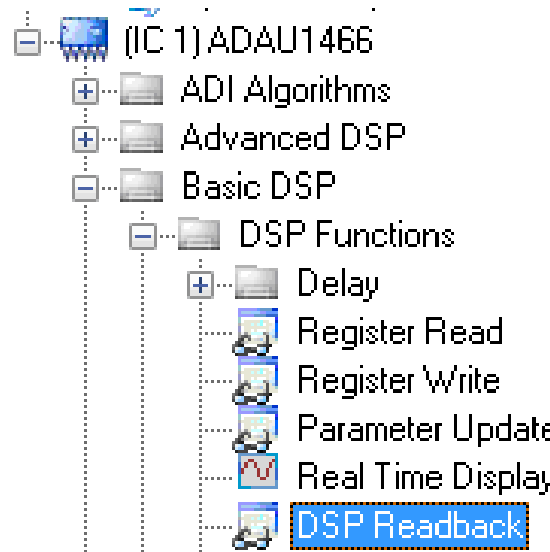 (IC 1) ADAU1466
ADI Algorithms
Advanced DSP
Basic DSP
DSP Functions
Delay
Register Read
Register Write
Parameter Update
Real Time Display
DSP Readback